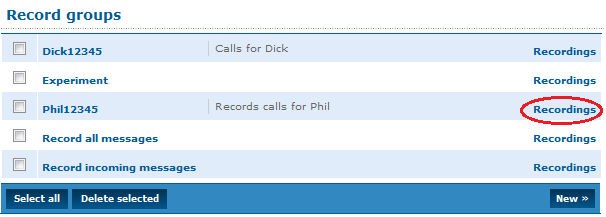 Record groups
Dick12345 Calls for Dick Recordings
Experiment Recordings
Phil12345 Records calls for Phil Recordings
Record all messages Recordings
Record incoming messages Recordings
Select all Delete selected New »